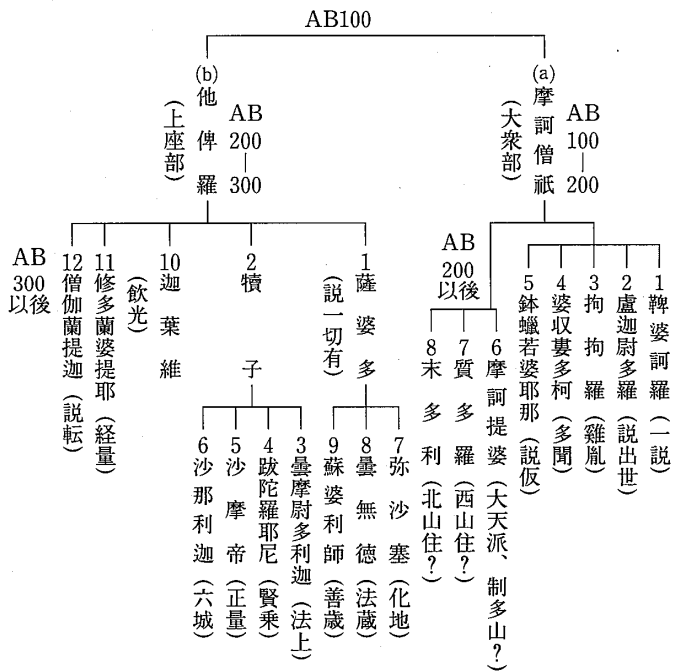 AB100
(a)摩訶僧祇
(大衆部)
AB
100
|
200
1鞞婆訶羅(一説)
2盧迦尉多羅(説出世)
3拘拘羅(雞胤)
4婆収婁多柯(多聞)
5鉢蠟若婆耶那(説仮)
AB
200
以後
6摩訶提婆(大天派、制多山?)
7質多羅(西山住?)
8末多利(北山住?)
(b)他俾羅
(上座部)
AB
200
|
300
1薩婆多
(説一切有)
7弥沙塞(化地)
8曇無徳(法蔵)
9蘇婆利師(善歳)
2犢子
3曇摩尉多利迦(法上)
4跋陀羅耶尼(賢乗)
5沙摩帝(正量)
6沙那利迦(六城)
10迦葉維
(飲光)
11修多蘭婆提耶(経量)
12僧伽蘭提迦(説転)
AB
300
以後